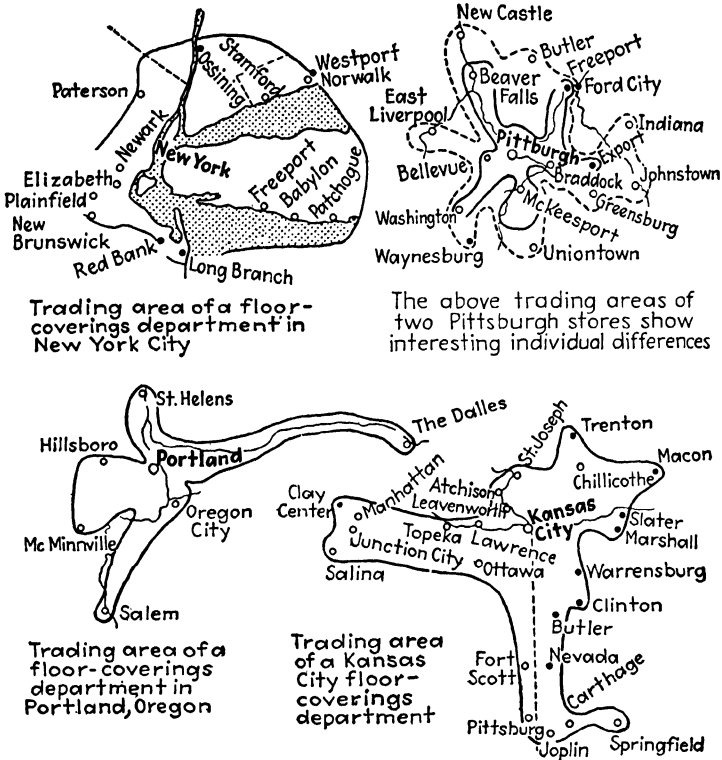 Paterson
Ossining
Stamford
Westport
Norwalk
Newark
New York
Elizabeth
Plainfield
New
Brunswick
Red Bank
Long Branch
Freeport
Babylon
Patchogue
Trading area of a floor-
coverings department in
New York City
New Castle
Butler
Freeport
Beaver
Falls
Ford City
East
Liverpool
Indiana
Pittburgh
Export
Bellevue
Braddock
Johnstown
McKeesport
Greensburg
Washington
Waynesburg
Uniontown
The above trading areas of
two Pittsburgh stores show
interesting individual differences
St. Helens
The Dalles
Hillsboro
Portland
Oregon
City
Mc Minnville
Salem
Trading area of a
floor-coverings
department in
Portland, Oregon
St. Joseph
Trenton
Macon
Chillicothe
Manhattan
Atchison
Leavenworth
Clay
Center
Kansas
City
Slater
Marshall
Topeka
Lawrence
Junction City
Salina
Ottawa
Warrensburg
Clinton
Butler
Fort
Scott
Nevada
Carthage
Pittsburg
Joplin
Springfield
Trading area
of a Kansas
City floor-
coverings
department